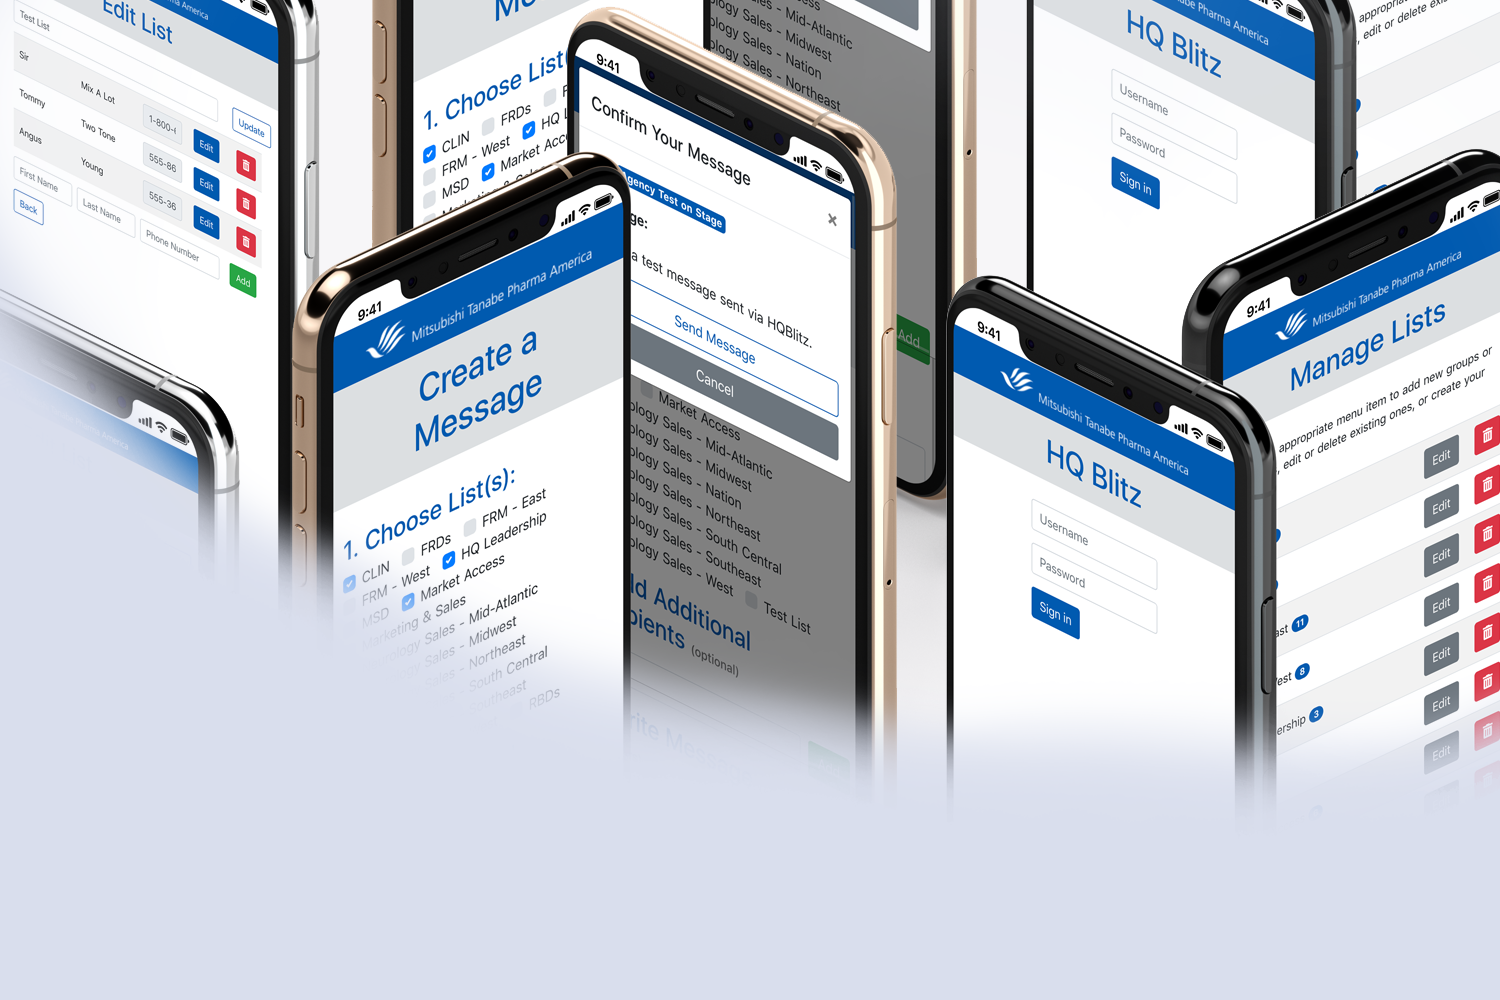 Pharma America
Edit List
Test List
Sir
Mix A Lot
1-800-
Edit
Update
Tommy
Two Tone
555-86
Edit
Angus
Young
555-36
Edit
First Name
Last Name
Phone Number
Add
Back
1. Choose List(
CLIN
FRDs
FRM - West
HQ L
MSD
Market Acc
9:41
Confirm Your Message
gency Test on Stage
ge:
a test message sent via HQBlitz.
Send Message
Cancel
Market Access
ology Sales - Mid-Atlantic
ology Sales - Midwest
ology Sales - Nation
ology Sales - Northeast
ology Sales - South Central
ology Sales - Southeast
ology Sales - West
Test List
ld Additional
pients (optional)
ology Sales - Mid-Atlantic
ology Sales - Midwest
ology Sales - Nation
ology Sales - Northeast
Add
9:41
Mitsubishi Tanabe Pharma America
Create a
Message
1. Choose List(s):
CLIN
FRDs
FRM - East
FRM - West
HQ Leadership
MSD
Market Access
Marketing & Sales
ology Sales - Mid-Atlantic
Sales - Midwest
Sales - Northeast
South Central
heast
RBDs
Tanabe Pharma America
HQ Blitz
Username
Password
Sign in
9:41
Mitsubishi Tanabe Pharma America
HQ Blitz
Username
Password
Sign in
appropriate
, edit or delete exis
9:41
Mitsubishi Tanabe Pharma America
Manage Lists
appropriate menu item to add new groups or
, edit or delete existing ones, or create your
Edit
Edit
Edit
Edit
ast 11
Edit
est 8
Edit
ership 3
Edit